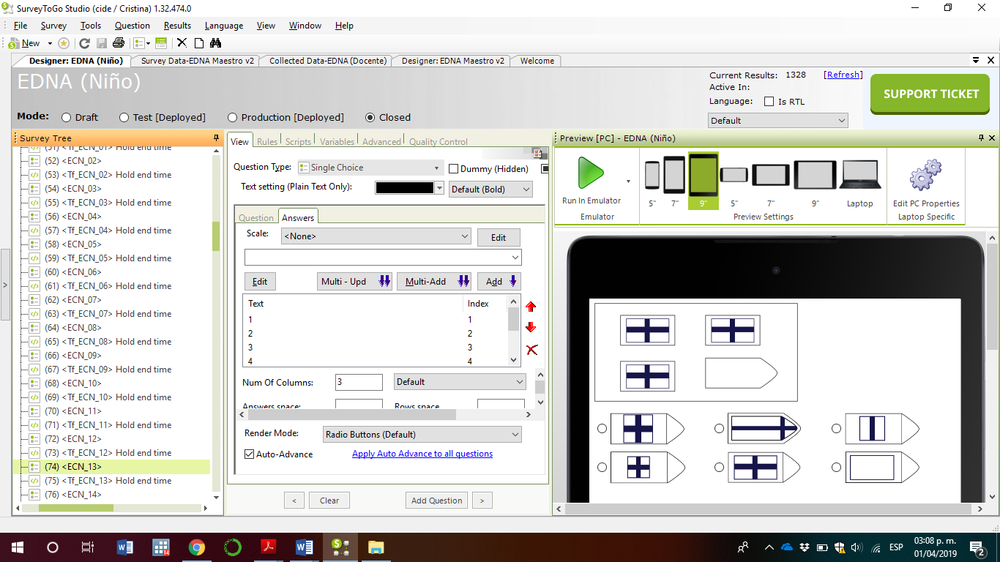 SurveyToGo Studio (cide / Cristina) 1.32.474.0
File Survey Tools Question Results Language View Window Help
New
Designer: EDNA (Niño) Survey Data-EDNA Maestro v2 Collected Data-EDNA (Docente) Designer: EDNA Maestro v2 Welcome
EDNA (Niño)
Current Results: 1328 [Refresh]
Active In:
Language: Is RTL
Default
SUPPORT TICKET
Mode: Draft Test [Deployed] Production [Deployed] Closed
Survey Tree
(51) <Tf_ECN_01> Hold end time
(52) <ECN_02>
(53) <Tf_ECN_02> Hold end time
(54) <ECN_03>
(55) <Tf_ECN_03> Hold end time
(56) <ECN_04>
(57) <Tf_ECN_04> Hold end time
(58) <ECN_05>
(59) <Tf_ECN_05> Hold end time
(60) <ECN_06>
(61) <Tf_ECN_06> Hold end time
(62) <ECN_07>
(63) <Tf_ECN_07> Hold end time
(64) <ECN_08>
(65) <Tf_ECN_08> Hold end time
(66) <ECN_09>
(67) <Tf_ECN_09> Hold end time
(68) <ECN_10>
(69) <Tf_ECN_10> Hold end time
(70) <ECN_11>
(71) <Tf_ECN_11> Hold end time
(72) <ECN_12>
(73) <Tf_ECN_12> Hold end time
(74) <ECN_13>
(75) <Tf_ECN_13> Hold end time
(76) <ECN_14>
View Rules Scripts Variables Advanced Quality Control
Question Type: Single Choice Dummy (Hidden)
Text setting (Plain Text Only): Default (Bold)
Question Answers
Scale: <None> Edit
Edit Multi - Upd Multi-Add Add
Text Index
1 1
2 2
3 3
4 4
Num Of Columns: 3 Default
Answers space Rows space
Render Mode: Radio Buttons (Default)
Auto-Advance Apply Auto Advance to all questions
< Clear Add Question >
Preview [PC] - EDNA (Niño)
Run In Emulator
Emulator
5" 7" 9" 5" 7" 9" Laptop
Preview Settings
Edit PC Properties
Laptop Specific
14
ESP
03:08 p. m.
01/04/2019
2